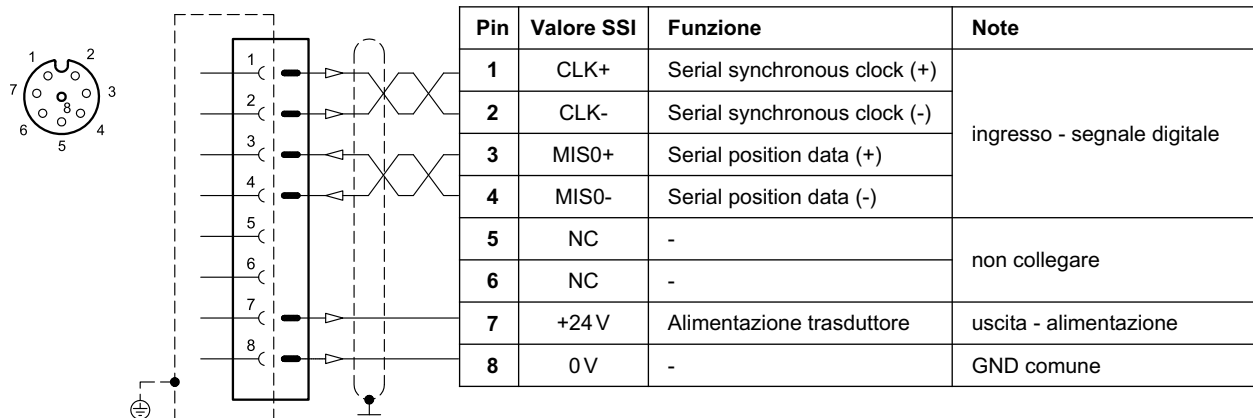 1 2
7 3
8
6 4
5
1
2
3
4
5
6
7
8
Pin Valore SSI Funzione Note
1 CLK+ Serial synchronous clock (+)
2 CLK- Serial synchronous clock (-)
ingresso - segnale digitale
3 MIS0+ Serial position data (+)
4 MIS0- Serial position data (-)
5 NC -
non collegare
6 NC -
7 +24 V Alimentazione trasduttore uscita - alimentazione
8 0 V - GND comune